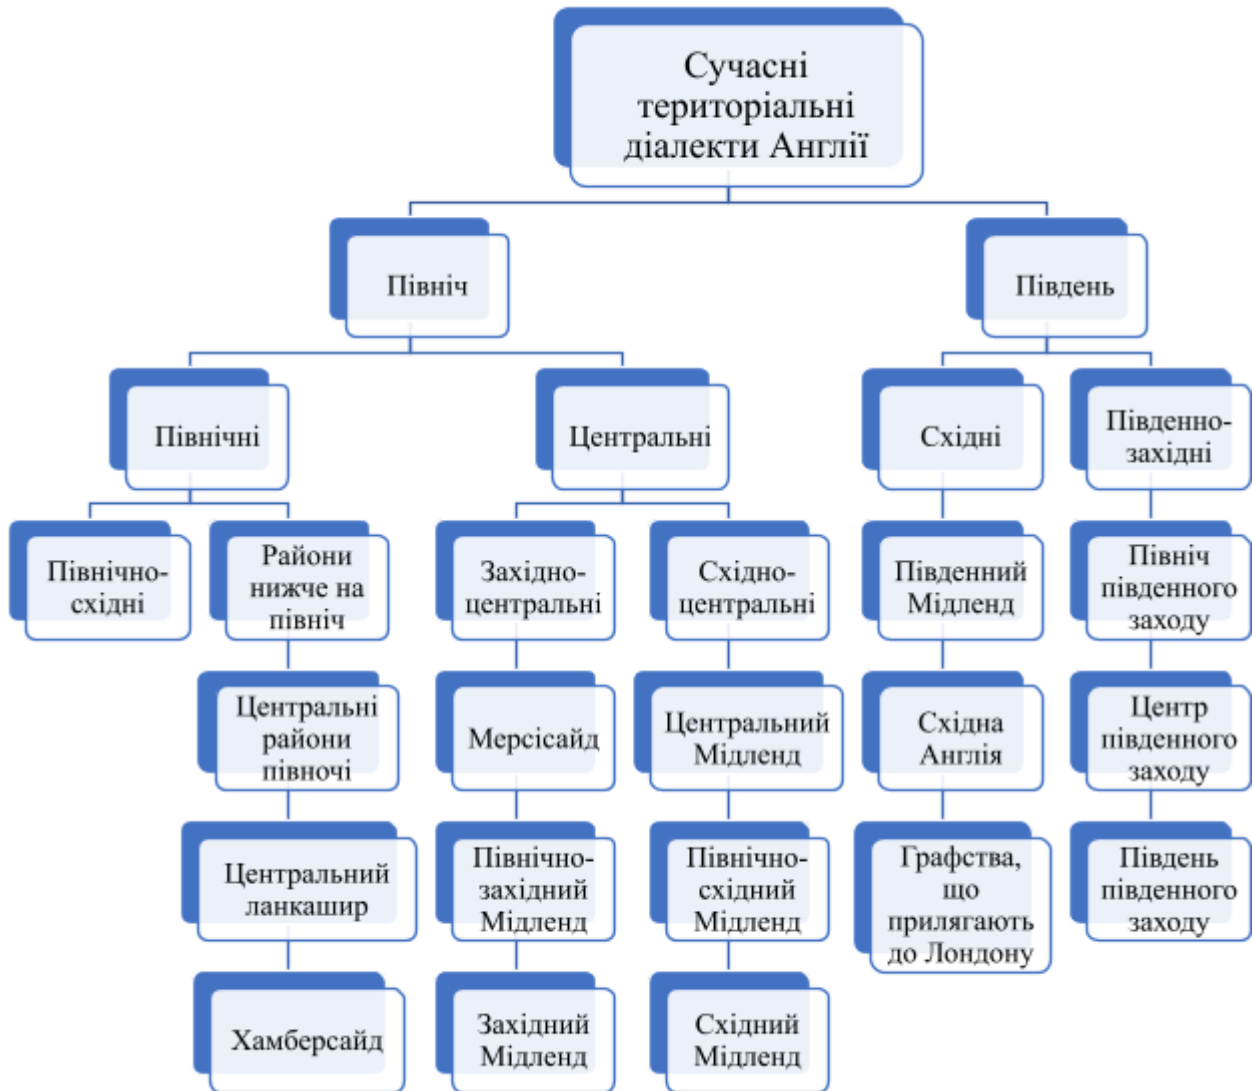 Сучасні
територіальні
діалекти Англії
Північ
Південь
Північні
Центральні
Східні
Південно-
західні
Північно-
східні
Райони
нижче на
північ
Західно-
центральні
Східно-
центральні
Південний
Мідленд
Північ
південного
заходу
Центральні
райони
півночі
Мерсісайд
Центральний
Мідленд
Східна
Англія
Центр
південного
заходу
Центральний
ланкашир
Північно-
західний
Мідленд
Північно-
східний
Мідленд
Графства,
що
прилягають
до Лондону
Південь
південного
заходу
Хамберсайд
Західний
Мідленд
Східний
Мідленд